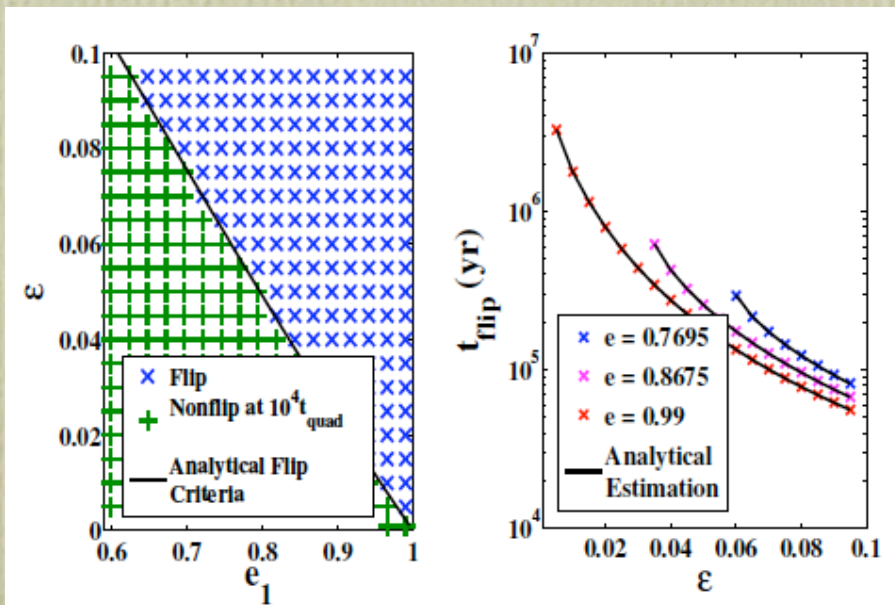 0.1
0.08
0.06
0.04
0.02
0
ε
Flip
Nonflip at 10⁴t_quad
Analytical Flip
Criteria
0.6 0.7 0.8 0.9 1
e₁
10⁷
10⁶
10⁵
10⁴
t_flip (yr)
e = 0.7695
e = 0.8675
e = 0.99
Analytical
Estimation
0.02 0.04 0.06 0.08 0.1
ε